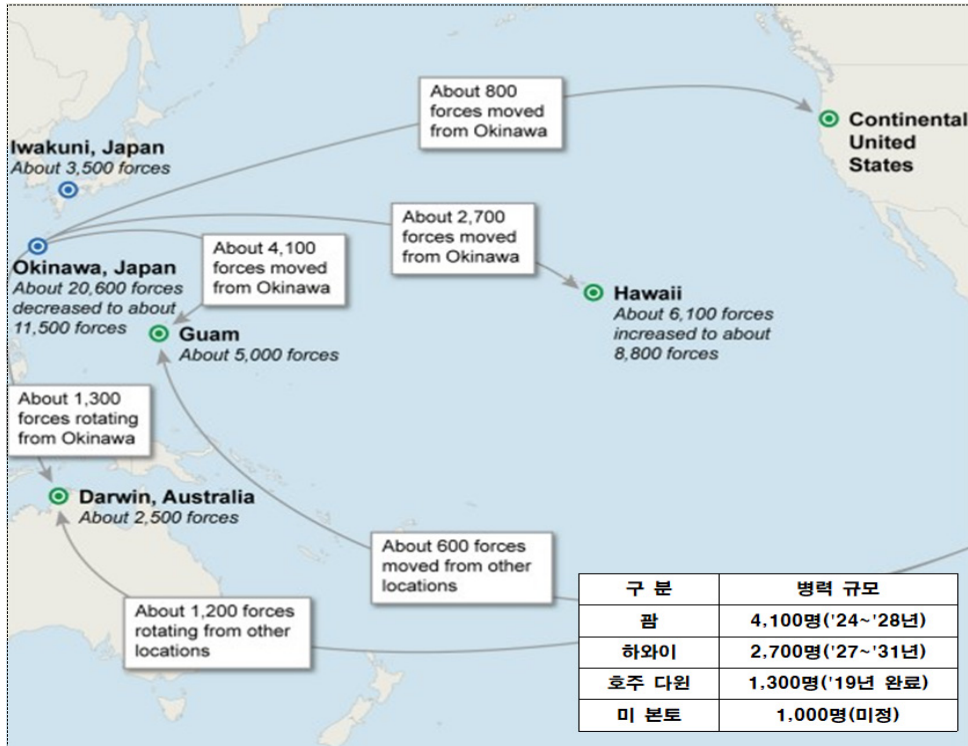 About 800
forces moved
from Okinawa
Continental
United
States
Iwakuni, Japan
About 3,500 forces
About 2,700
forces moved
from Okinawa
About 4,100
forces moved
from Okinawa
Okinawa, Japan
About 20,600 forces
decreased to about
11,500 forces
Hawaii
About 6,100 forces
increased to about
8,800 forces
Guam
About 5,000 forces
About 1,300
forces rotating
from Okinawa
Darwin, Australia
About 2,500 forces
About 600 forces
moved from other
locations
About 1,200 forces
rotating from other
locations
구 분 병력 규모
괌 4,100명('24~'28년)
하와이 2,700명('27~'31년)
호주 다윈 1,300명('19년 완료)
미 본토 1,000명(미정)